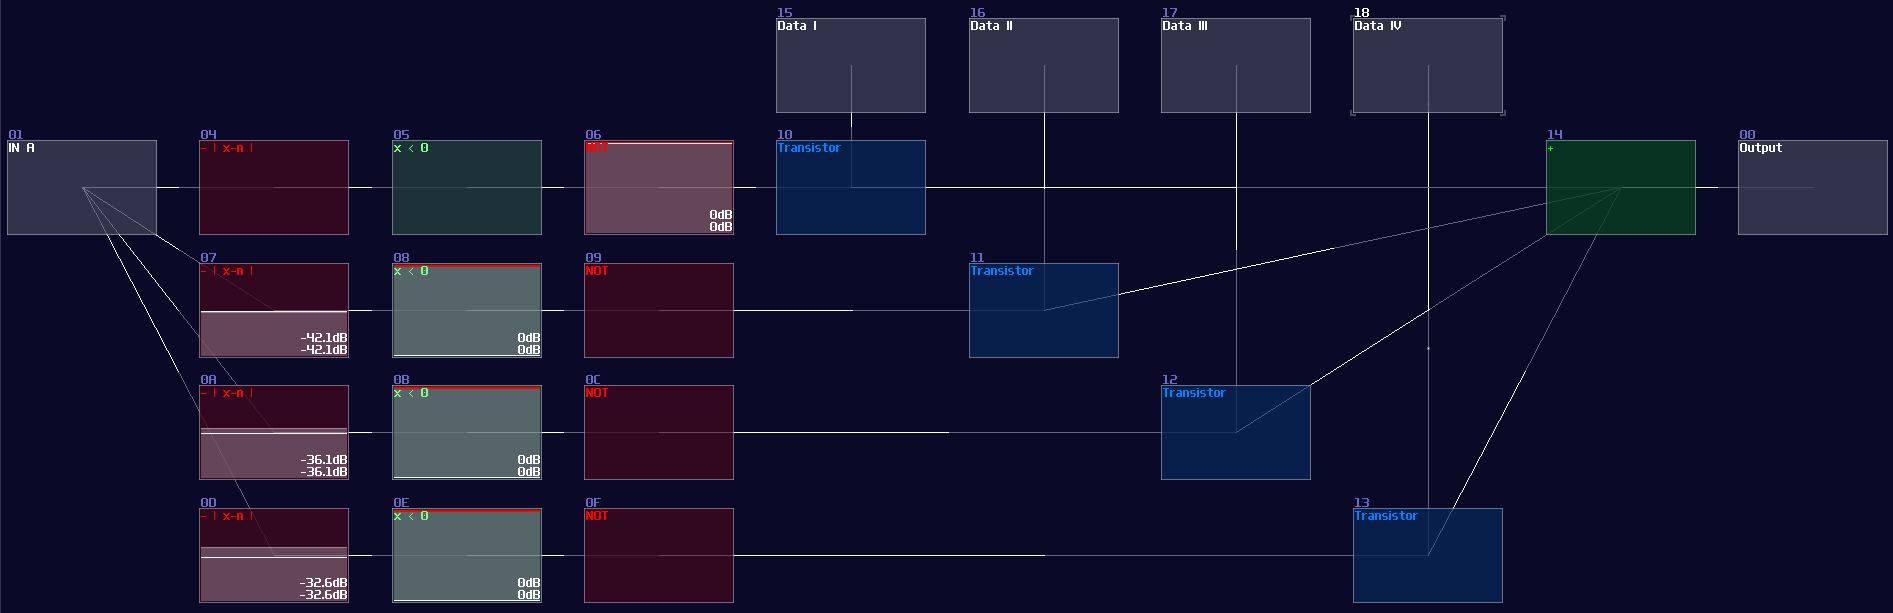 15
Data I
16
Data II
17
Data III
18
Data IV
01
IN A
04
- | x-n |
05
x < 0
06
NOT
0dB
0dB
10
Transistor
14
+
00
Output
07
- | x-n |
-42.1dB
-42.1dB
08
x < 0
0dB
0dB
09
NOT
11
Transistor
0A
- | x-n |
-36.1dB
-36.1dB
0B
x < 0
0dB
0dB
0C
NOT
12
Transistor
0D
- | x-n |
-32.6dB
-32.6dB
0E
x < 0
0dB
0dB
0F
NOT
13
Transistor